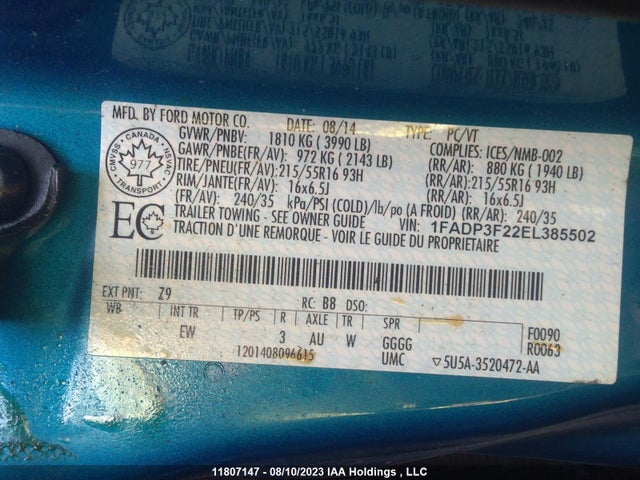 MFD. BY FORD MOTOR CO.
DATE: 08/14 TYPE: PC/VT
GVWR/PNBV: 1810 KG ( 3990 LB)
COMPLIES: ICES/NMB-002
GAWR/PNBE(FR/AV): 972 KG ( 2143 LB) (RR/AR): 880 KG ( 1940 LB)
TIRE/PNEU(FR/AV):215/55R16 93H (RR/AR):215/55R16 93H
RIM/JANTE(FR/AV): 16x6.5J (RR/AR): 16x6.5J
(FR/AV): 240/35 kPa/PSI (COLD)/lb/po (A FROID) (RR/AR): 240/35
TRAILER TOWING - SEE OWNER GUIDE VIN: 1FADP3F22EL385502
TRACTION D'UNE REMORQUE - VOIR LE GUIDE DU PROPRIETAIRE
CANADA
CMVSS
NSVAC
977
TRANSPORT
EC
EXT PNT: Z9 RC: B8 DSO:
WB INT TR TP/PS R AXLE TR SPR F0090
EW 3 AU W GGGG R0063
1201408096615 UMC ▽5U5A-3520472-AA
11807147 - 08/10/2023 IAA Holdings , LLC